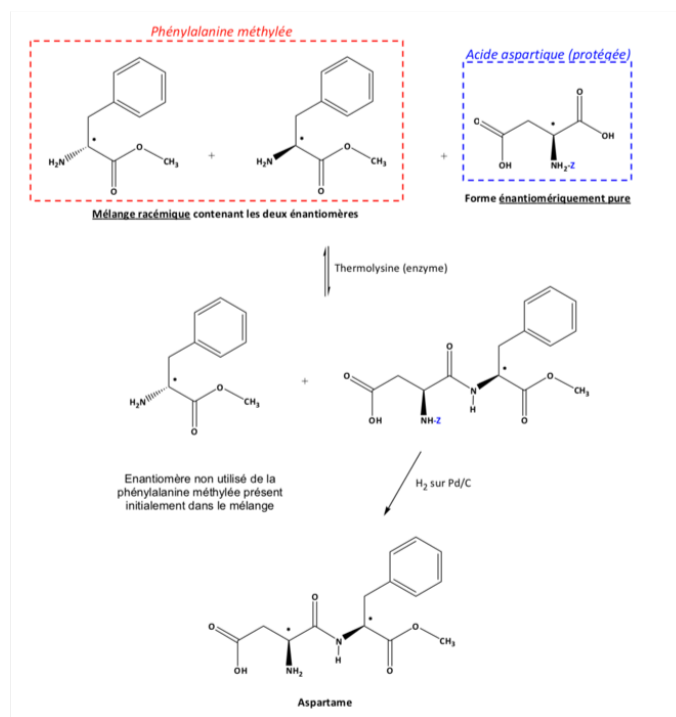 Phénylalanine méthylée
Acide aspartique (protégée)
H₂N
O
O
CH₃
+
H₂N
O
O
CH₃
+
O
OH
O
OH
NH₂-Z
Mélange racémique contenant les deux énantiomères
Forme énantiomériquement pure
Thermolysine (enzyme)
H₂N
O
O
CH₃
+
O
OH
NH-Z
O
N
H
O
O
CH₃
Enantiomère non utilisé de la
phénylalanine méthylée présent
initialement dans le mélange
H₂ sur Pd/C
O
OH
NH₂
O
N
H
O
O
CH₃
Aspartame